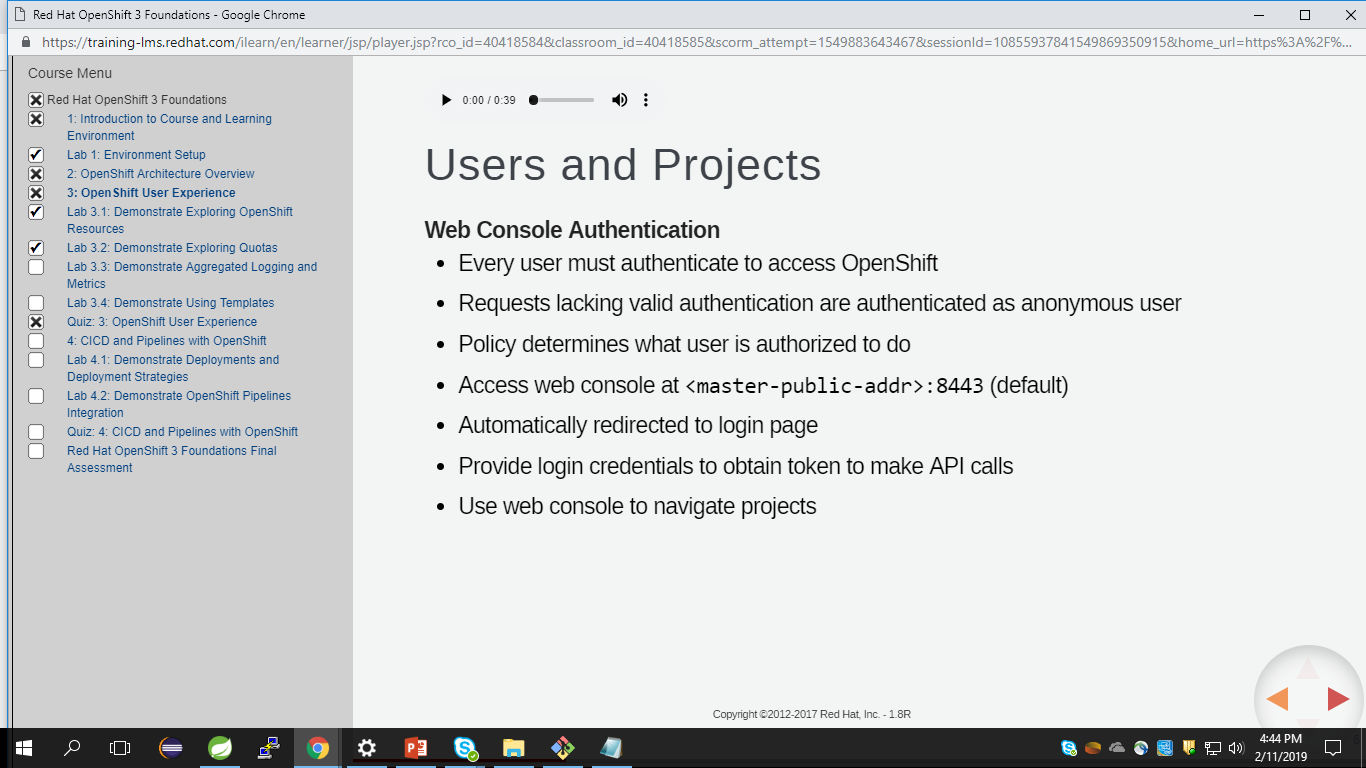 Red Hat OpenShift 3 Foundations - Google Chrome
https://training-lms.redhat.com/ilearn/en/learner/jsp/player.jsp?rco_id=40418584&classroom_id=40418585&scorm_attempt=1549883643467&sessionId=10855937841549869350915&home_url=https%3A%2F%...
Course Menu
Red Hat OpenShift 3 Foundations
1: Introduction to Course and Learning
Environment
Lab 1: Environment Setup
2: OpenShift Architecture Overview
3: OpenShift User Experience
Lab 3.1: Demonstrate Exploring OpenShift
Resources
Lab 3.2: Demonstrate Exploring Quotas
Lab 3.3: Demonstrate Aggregated Logging and
Metrics
Lab 3.4: Demonstrate Using Templates
Quiz: 3: OpenShift User Experience
4: CICD and Pipelines with OpenShift
Lab 4.1: Demonstrate Deployments and
Deployment Strategies
Lab 4.2: Demonstrate OpenShift Pipelines
Integration
Quiz: 4: CICD and Pipelines with OpenShift
Red Hat OpenShift 3 Foundations Final
Assessment
0:00 / 0:39
Users and Projects
Web Console Authentication
• Every user must authenticate to access OpenShift
• Requests lacking valid authentication are authenticated as anonymous user
• Policy determines what user is authorized to do
• Access web console at <master-public-addr>:8443 (default)
• Automatically redirected to login page
• Provide login credentials to obtain token to make API calls
• Use web console to navigate projects
Copyright ©2012-2017 Red Hat, Inc. - 1.8R
4:44 PM
2/11/2019